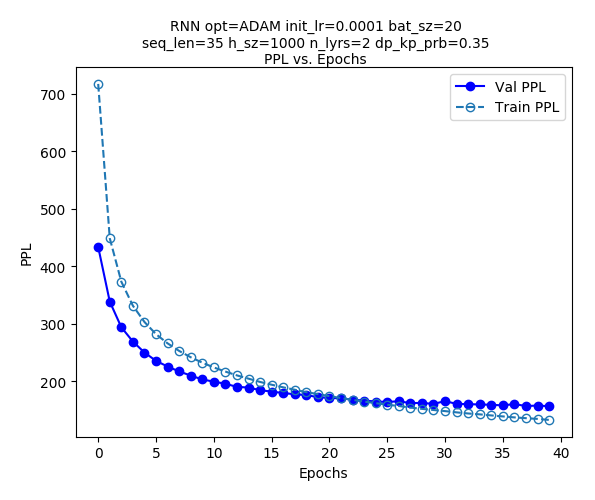 RNN opt=ADAM init_lr=0.0001 bat_sz=20
seq_len=35 h_sz=1000 n_lyrs=2 dp_kp_prb=0.35
PPL vs. Epochs
Val PPL
Train PPL
700
600
500
400
300
200
PPL
0 5 10 15 20 25 30 35 40
Epochs